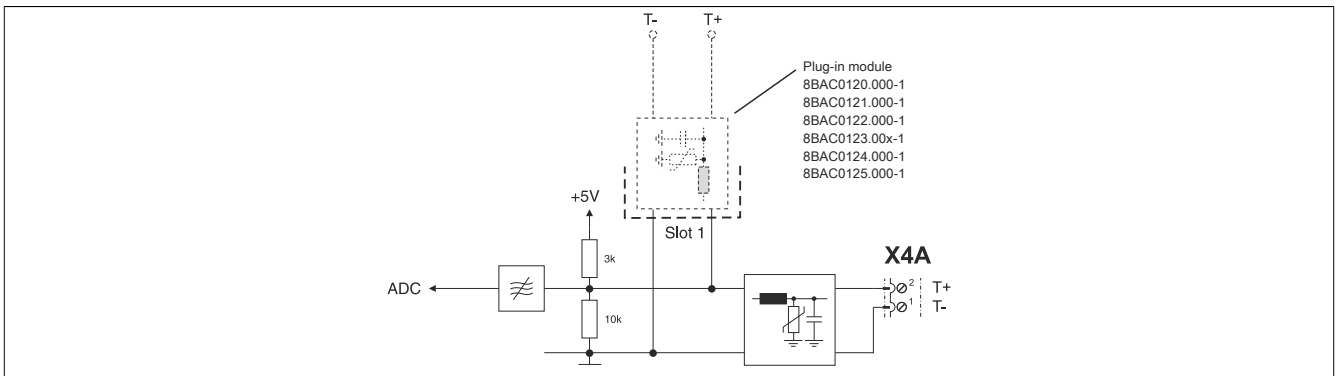 T- T+
Plug-in module
8BAC0120.000-1
8BAC0121.000-1
8BAC0122.000-1
8BAC0123.00x-1
8BAC0124.000-1
8BAC0125.000-1
+5V
Slot 1
3k
X4A
ADC
2 T+
1 T-
10k